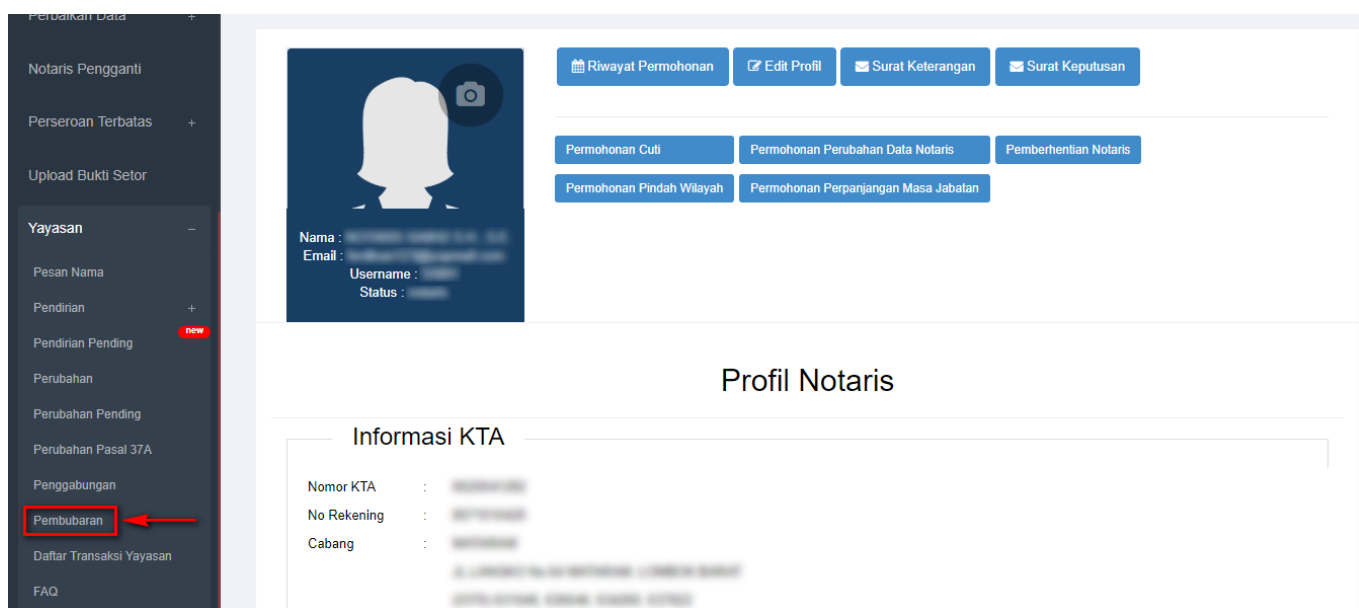 Perbaikan Data +
Notaris Pengganti
Perseroan Terbatas +
Upload Bukti Setor
Yayasan –
Pesan Nama
Pendirian +
new
Pendirian Pending
Perubahan
Perubahan Pending
Perubahan Pasal 37A
Penggabungan
Pembubaran
Daftar Transaksi Yayasan
FAQ
Riwayat Permohonan Edit Profil Surat Keterangan Surat Keputusan
Permohonan Cuti Permohonan Perubahan Data Notaris Pemberhentian Notaris
Permohonan Pindah Wilayah Permohonan Perpanjangan Masa Jabatan
Nama :
Email :
Username :
Status :
Profil Notaris
Informasi KTA
Nomor KTA :
No Rekening :
Cabang :